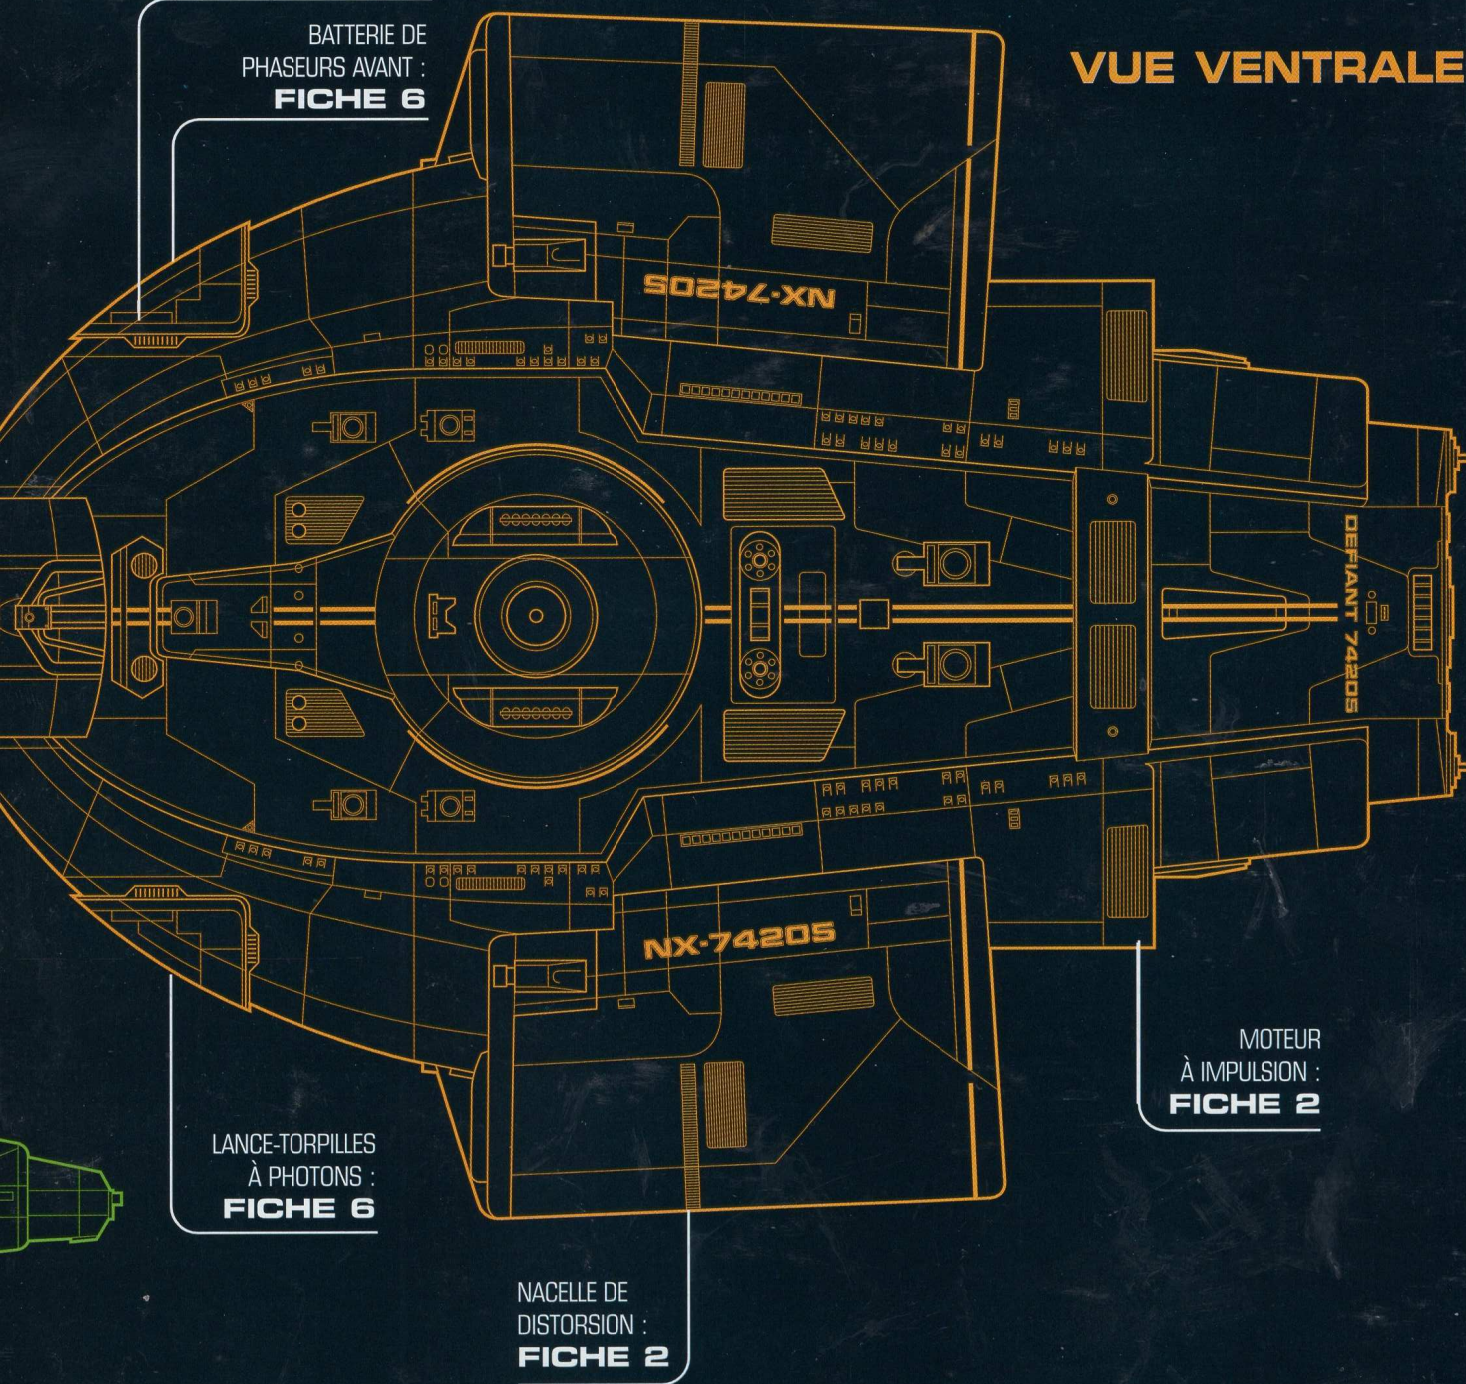 BATTERIE DE
PHASEURS AVANT :
FICHE 6
VUE VENTRALE
NX-74205
DEFIANT 74205
NX-74205
MOTEUR
À IMPULSION :
FICHE 2
LANCE-TORPILLES
À PHOTONS :
FICHE 6
NACELLE DE
DISTORSION :
FICHE 2